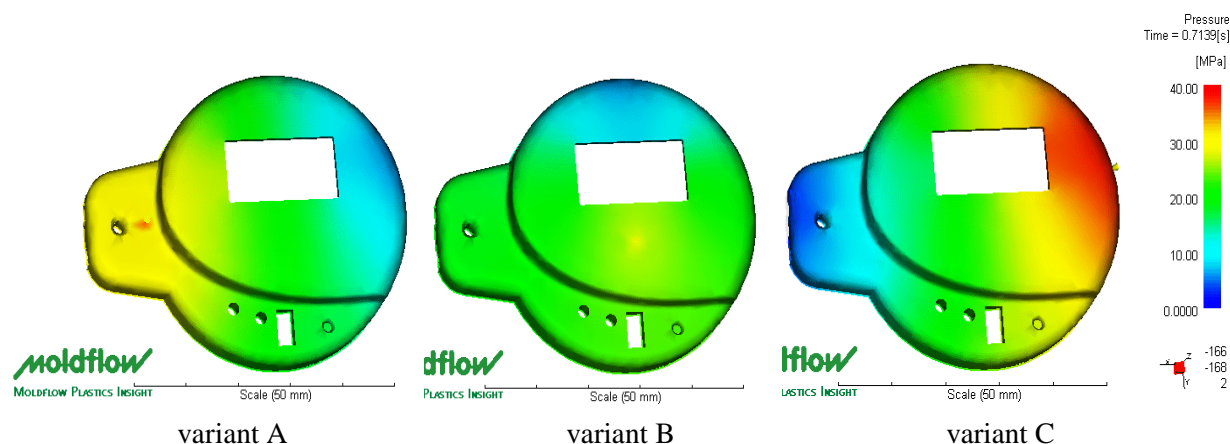 Pressure
Time = 0.7139[s]
[MPa]
40.00
30.00
20.00
10.00
0.0000
moldflow
MOLDFLOW PLASTICS INSIGHT
Scale (50 mm)
dflow
PLASTICS INSIGHT
Scale (50 mm)
lflow
LASTICS INSIGHT
Scale (50 mm)
X Z
Y
-166
-168
2
variant A
variant B
variant C